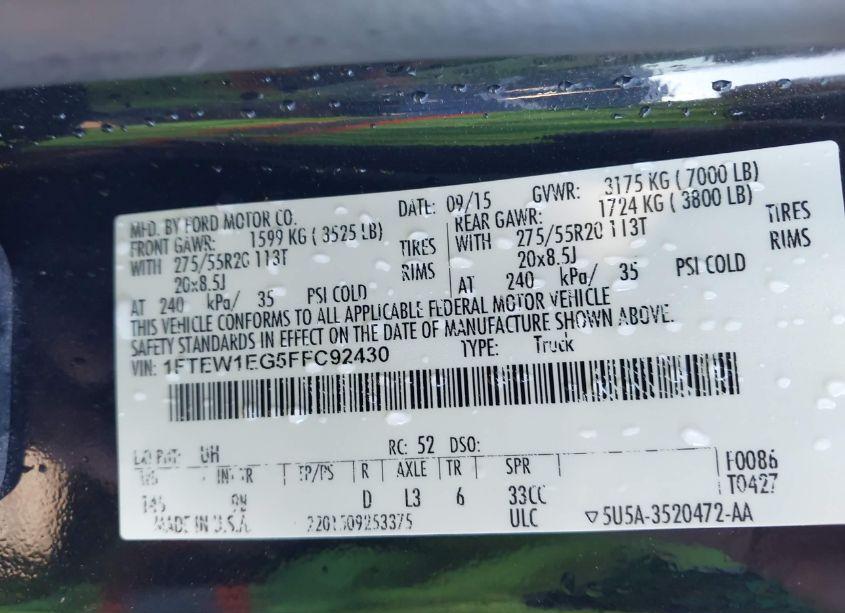 MFD. BY FORD MOTOR CO. DATE: 09/15 GVWR: 3175 KG ( 7000 LB)
FRONT GAWR: 1599 KG ( 3525 LB) REAR GAWR: 1724 KG ( 3800 LB)
WITH 275/55R20 113T TIRES WITH 275/55R20 113T TIRES
20x8.5J RIMS 20x8.5J RIMS
AT 240 kPa/ 35 PSI COLD AT 240 kPa/ 35 PSI COLD
THIS VEHICLE CONFORMS TO ALL APPLICABLE FEDERAL MOTOR VEHICLE
SAFETY STANDARDS IN EFFECT ON THE DATE OF MANUFACTURE SHOWN ABOVE.
VIN: 1FTEW1EG5FFC92430 TYPE: Truck
UH RC: 52 DSO:
TP/PS R AXLE TR SPR F0086
145 D L3 6 33CC T0427
MADE IN U.S.A. ULC ▽5U5A-3520472-AA